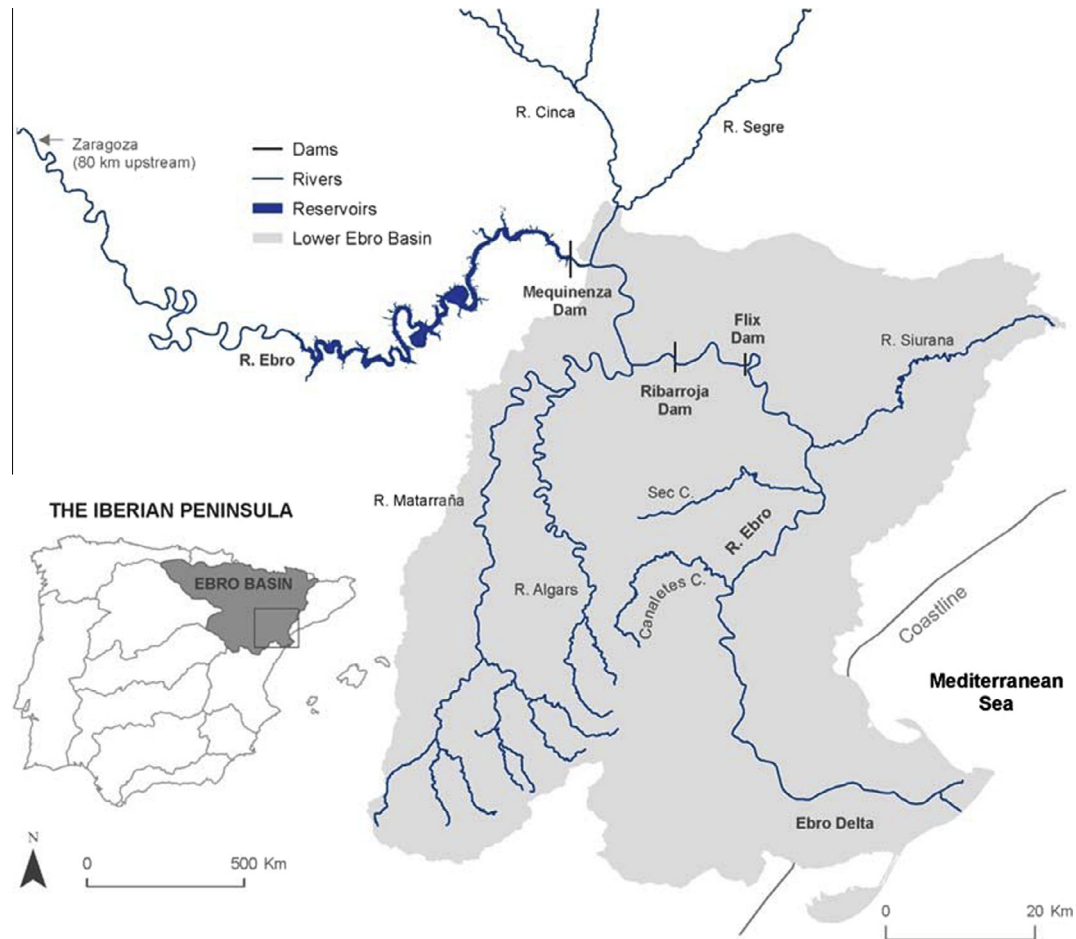 R. Cinca
R. Segre
Zaragoza
(80 km upstream)
Dams
Rivers
Reservoirs
Lower Ebro Basin
Mequinenza
Dam
Flix
Dam
R. Siurana
R. Ebro
Ribarroja
Dam
R. Matarraña
Sec C.
R. Ebro
THE IBERIAN PENINSULA
EBRO BASIN
R. Algars
Canaletes C.
Coastline
Mediterranean
Sea
Ebro Delta
N
0 500 Km
0 20 Km